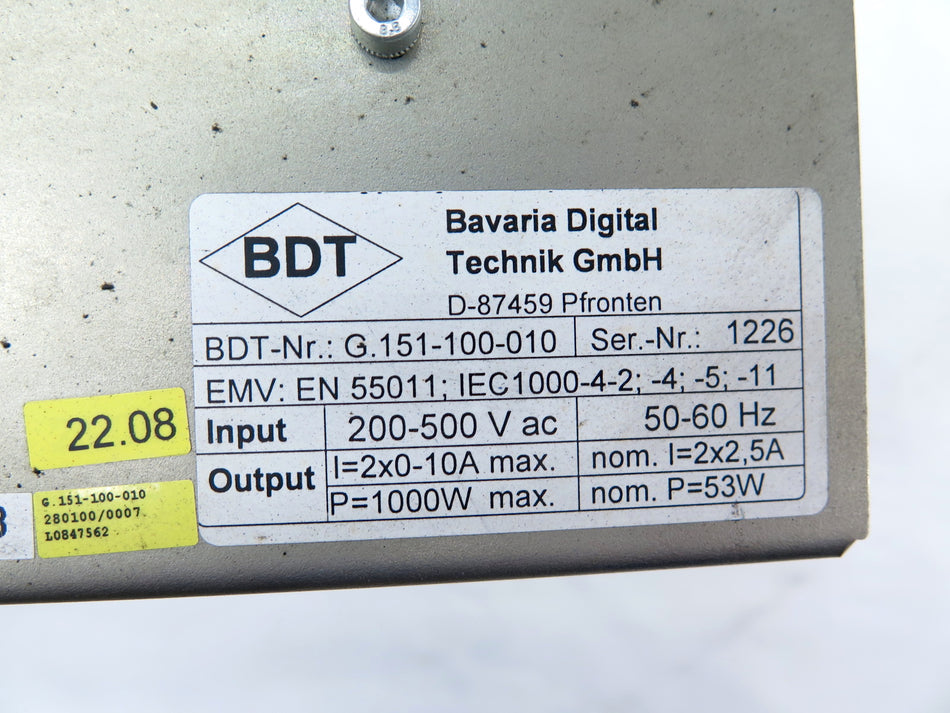 8.8
BDT
Bavaria Digital
Technik GmbH
D-87459 Pfronten
BDT-Nr.: G.151-100-010 Ser.-Nr.: 1226
EMV: EN 55011; IEC1000-4-2; -4; -5; -11
Input 200-500 V ac 50-60 Hz
Output I=2x0-10A max. nom. I=2x2,5A
P=1000W max. nom. P=53W
22.08
G.151-100-010
280100/0007
L0847562